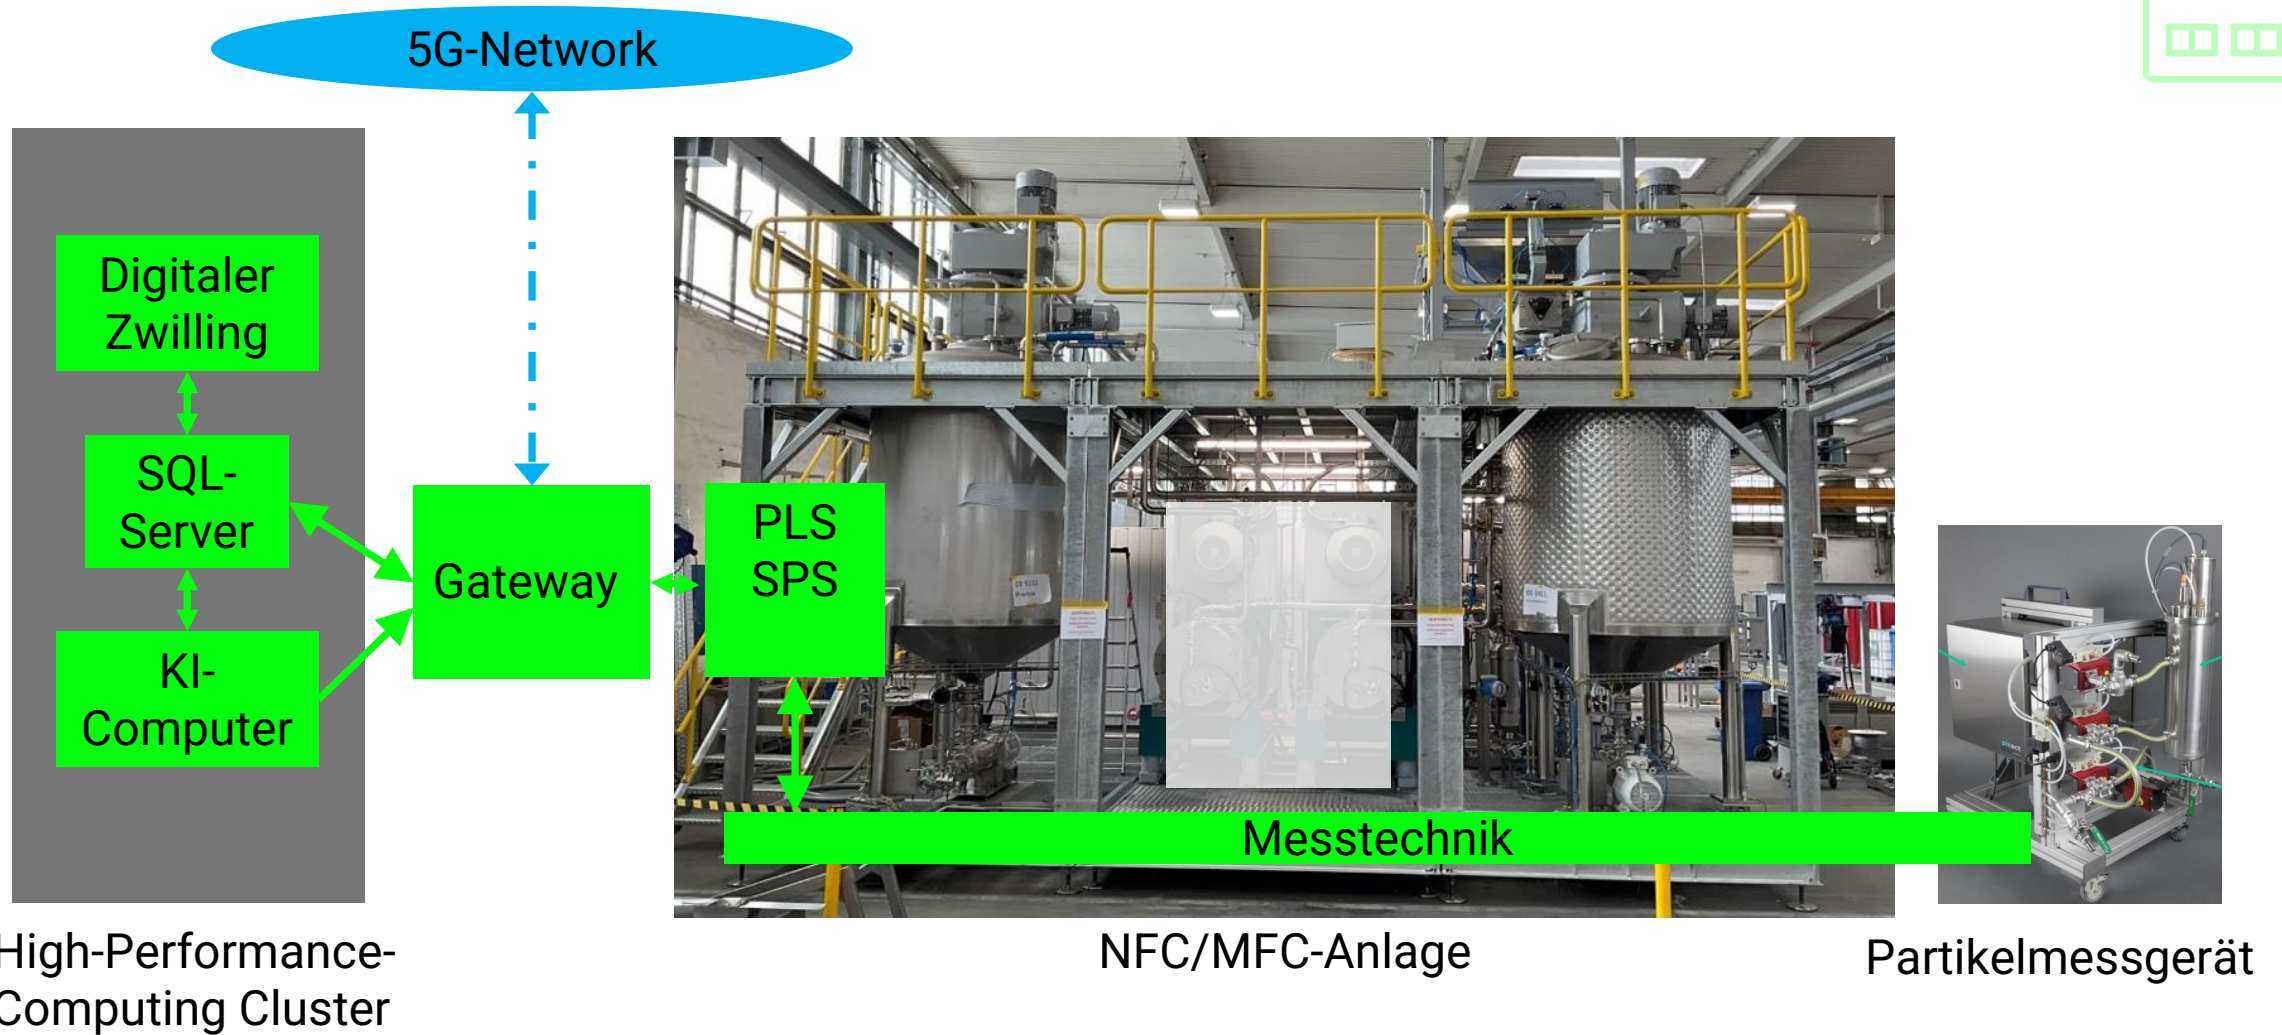 5G-Network
Digitaler
Zwilling
SQL-
Server
KI-
Computer
Gateway
PLS
SPS
Messtechnik
High-Performance-
Computing Cluster
NFC/MFC-Anlage
Partikelmessgerät